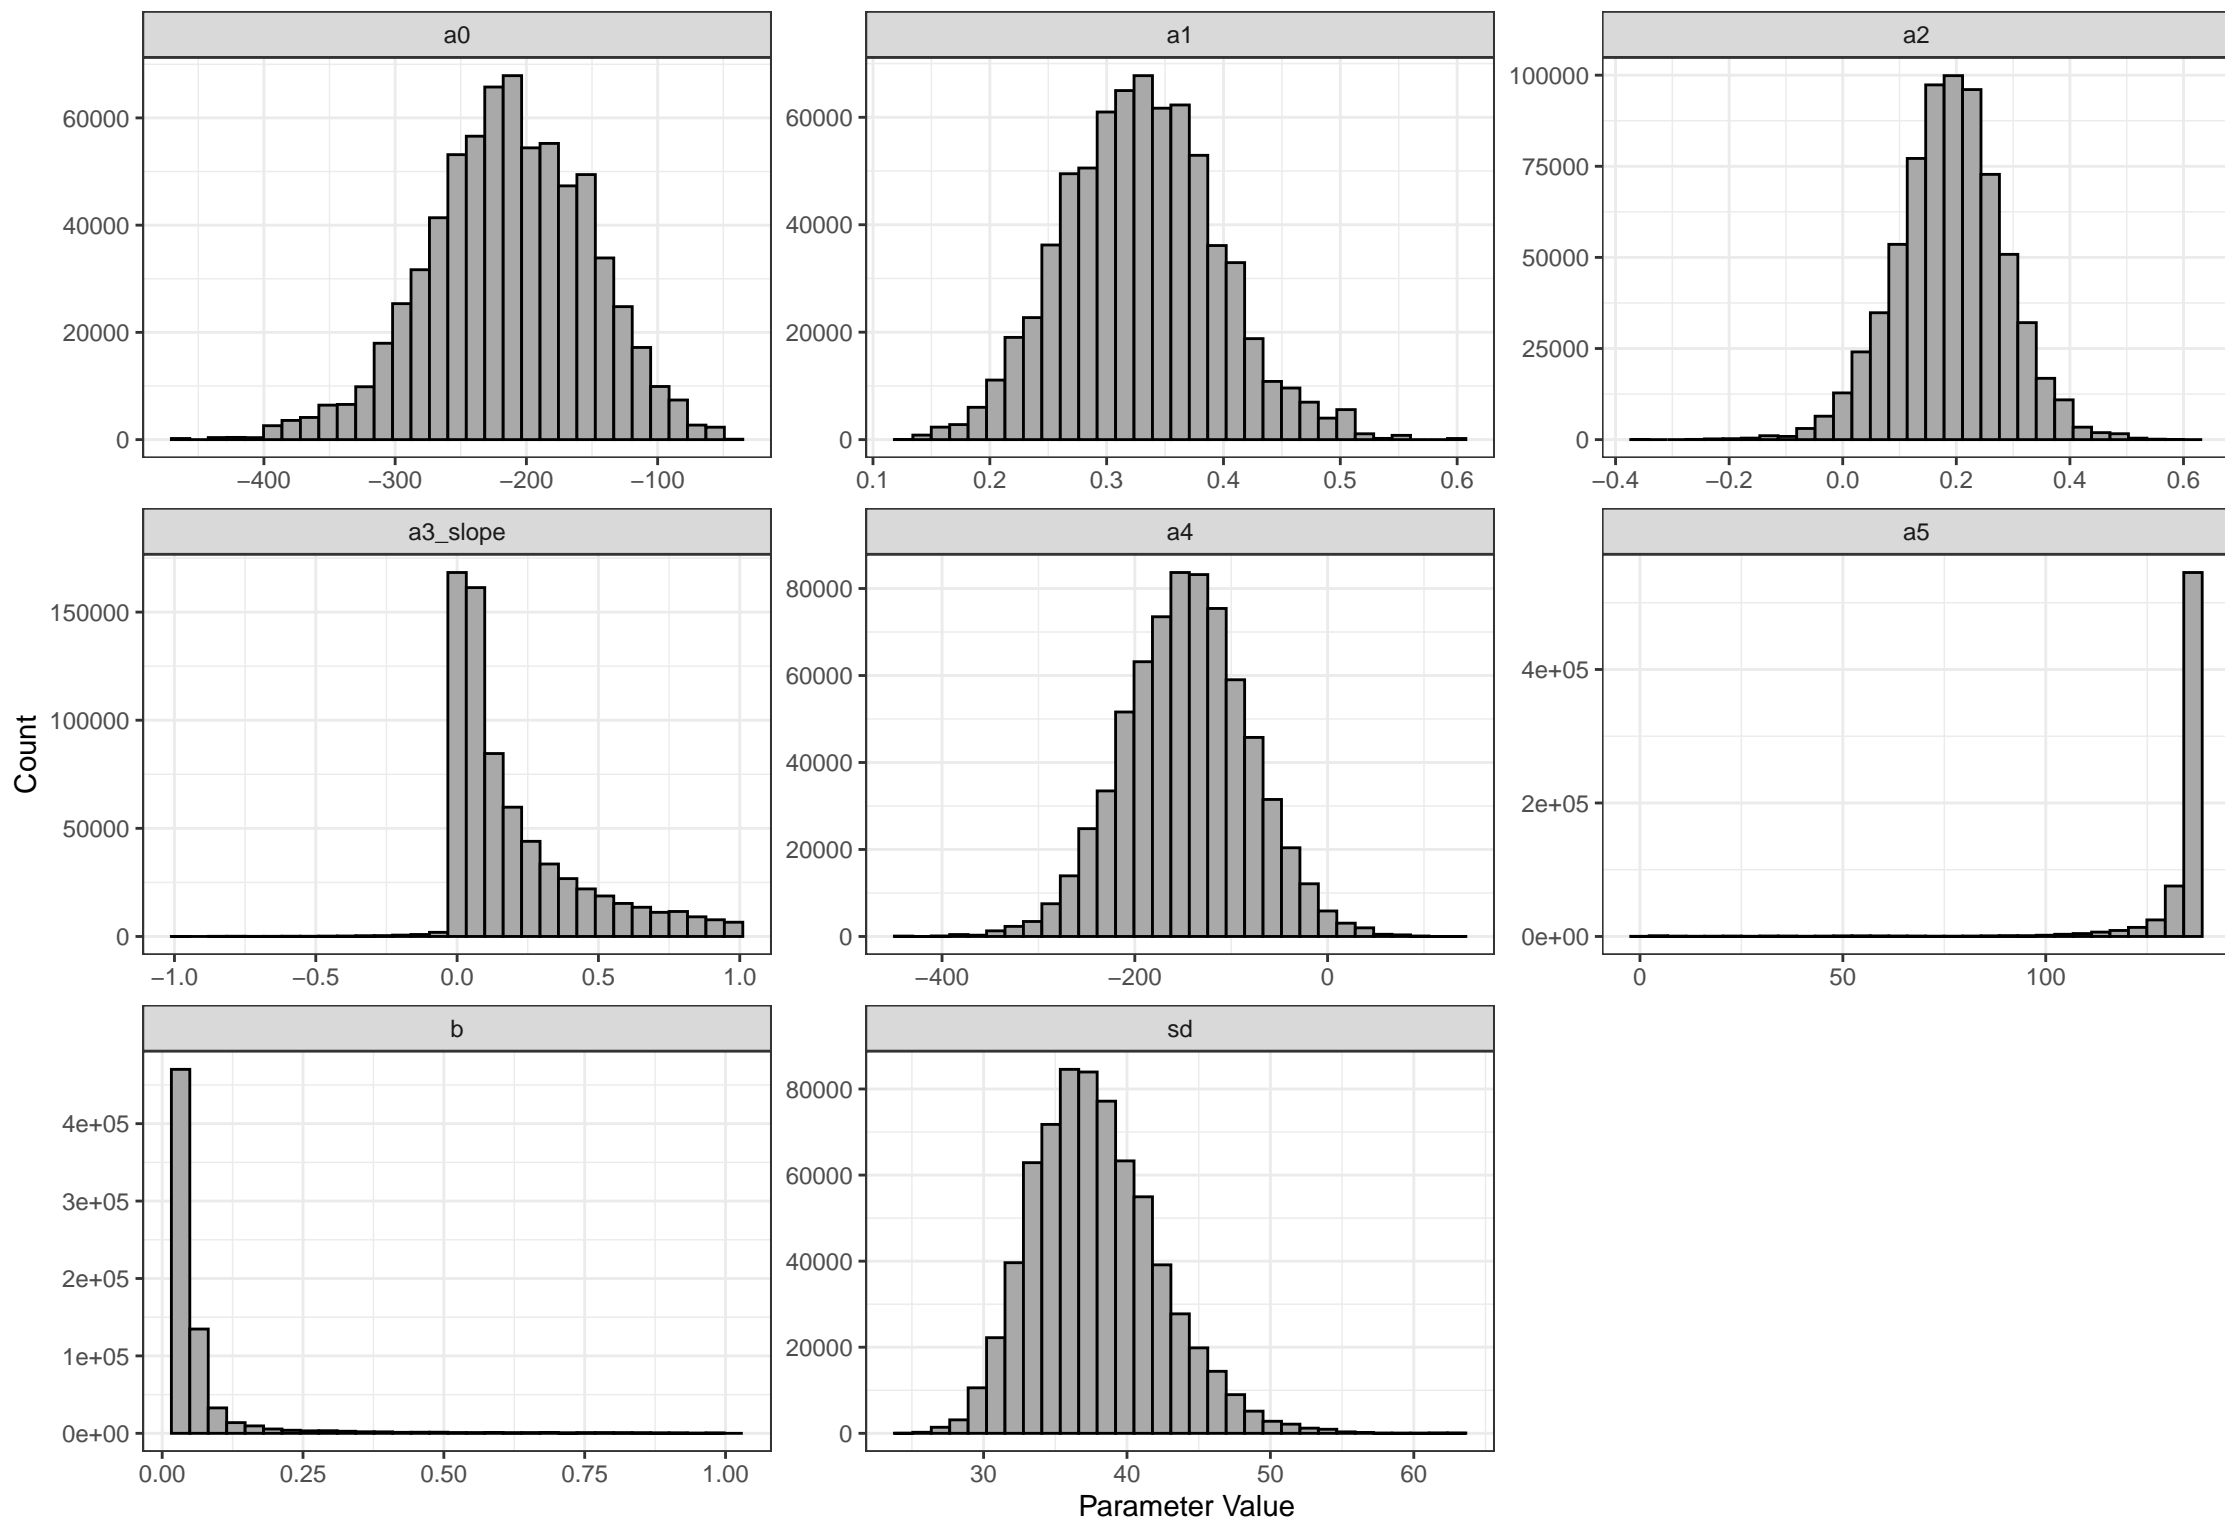 a0
a1
a2
60000
40000
20000
0
−400 −300 −200 −100
60000
40000
20000
0
0.1 0.2 0.3 0.4 0.5 0.6
100000
75000
50000
25000
0
−0.4 −0.2 0.0 0.2 0.4 0.6
a3_slope
a4
a5
150000
100000
50000
0
−1.0 −0.5 0.0 0.5 1.0
80000
60000
40000
20000
0
−400 −200 0
4e+05
2e+05
0e+00
0 50 100
Count
b
sd
4e+05
3e+05
2e+05
1e+05
0e+00
0.00 0.25 0.50 0.75 1.00
80000
60000
40000
20000
0
30 40 50 60
Parameter Value